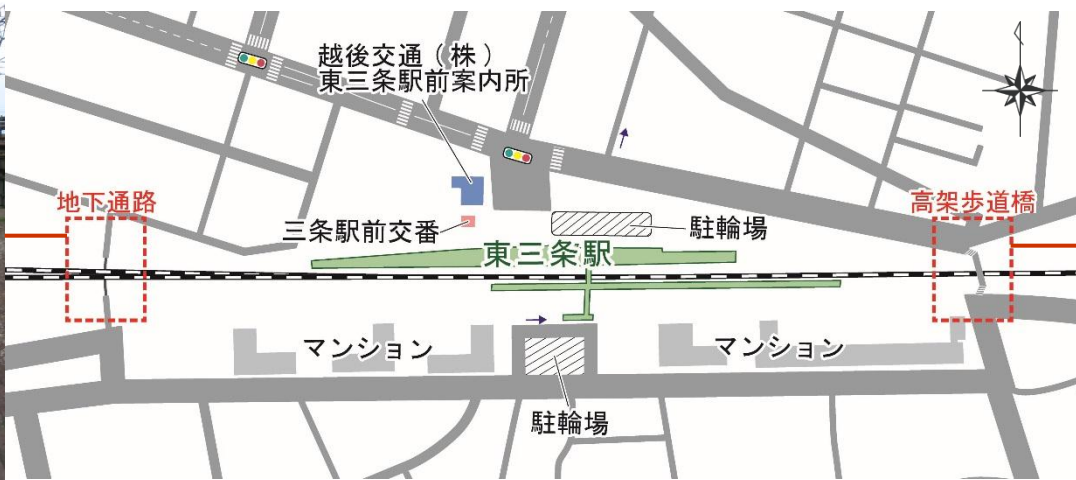 越後交通(株)
東三条駅前案内所
地下通路
高架歩道橋
三条駅前交番
駐輪場
東三条駅
マンション
マンション
駐輪場